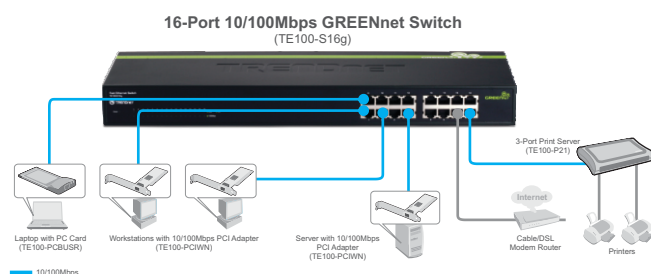 16-Port 10/100Mbps GREENnet Switch
(TE100-S16g)
3-Port Print Server
(TE100-P21)
Internet
Laptop with PC Card
(TE100-PCBUSR)
Workstations with 10/100Mbps PCI Adapter
(TE100-PCIWN)
Server with 10/100Mbps
PCI Adapter
(TE100-PCIWN)
Cable/DSL
Modem Router
Printers
10/100Mbps